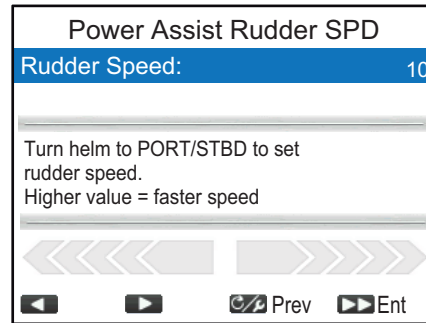 Power Assist Rudder SPD
Rudder Speed: 10
Turn helm to PORT/STBD to set
rudder speed.
Higher value = faster speed
Prev Ent